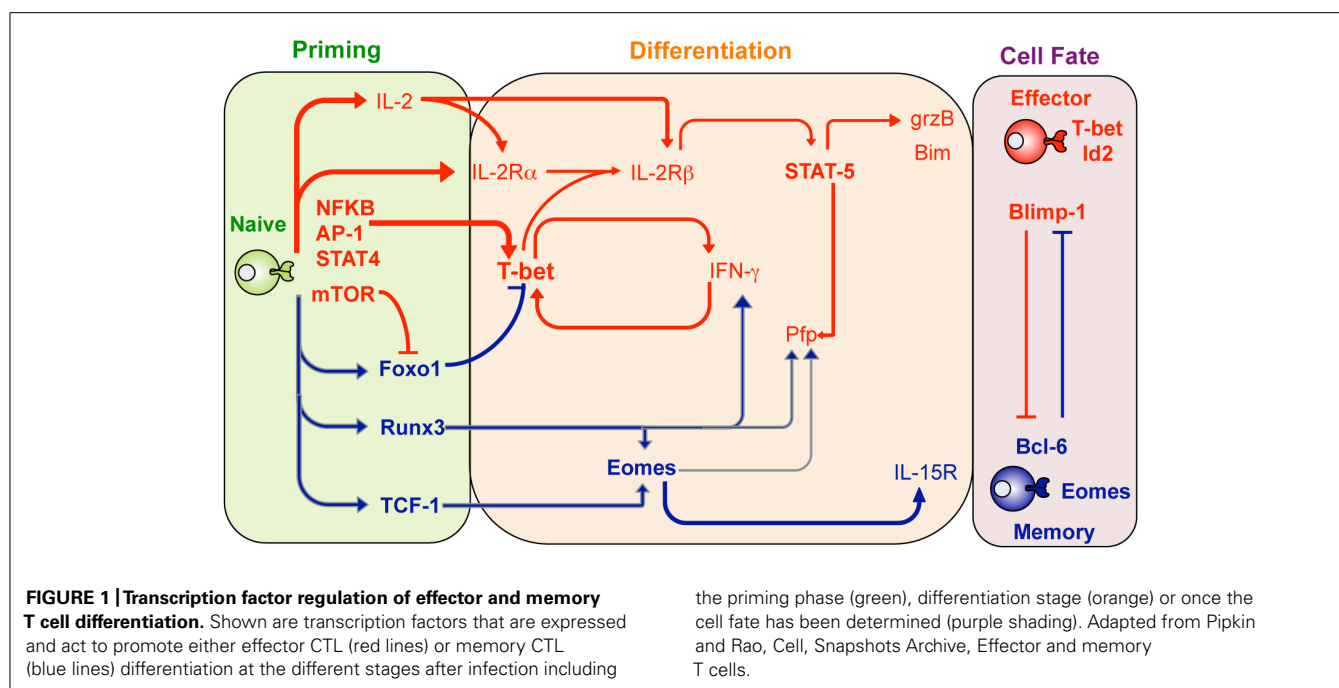 Priming
Differentiation
Cell Fate
IL-2
IL-2Rα
IL-2Rβ
STAT-5
grzB
Bim
Effector
T-bet
Id2
Naive
NFKB
AP-1
STAT4
mTOR
T-bet
IFN-γ
Blimp-1
Pfp
Foxo1
Runx3
Eomes
TCF-1
IL-15R
Bcl-6
Eomes
Memory
FIGURE 1 | Transcription factor regulation of effector and memory
T cell differentiation. Shown are transcription factors that are expressed
and act to promote either effector CTL (red lines) or memory CTL
(blue lines) differentiation at the different stages after infection including
the priming phase (green), differentiation stage (orange) or once the
cell fate has been determined (purple shading). Adapted from Pipkin
and Rao, Cell, Snapshots Archive, Effector and memory
T cells.